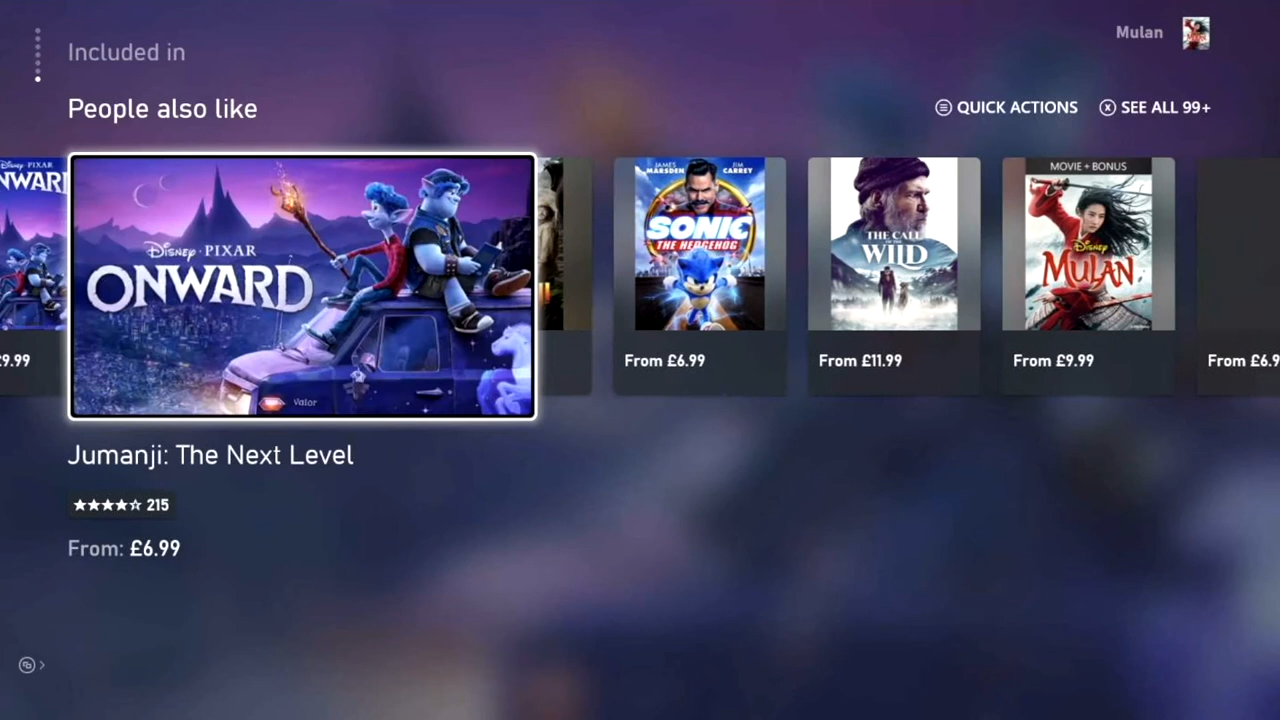 Mulan
Included in
People also like
QUICK ACTIONS
SEE ALL 99+
Disney · PIXAR
NWARD
£9.99
Disney · PIXAR
ONWARD
Valor
JAMES MARSDEN
JIM CARREY
SONIC
THE HEDGEHOG
From £6.99
THE CALL
OF THE
WILD
From £11.99
MOVIE + BONUS
Disney
MULAN
From £9.99
From £6.9
Jumanji: The Next Level
215
From: £6.99